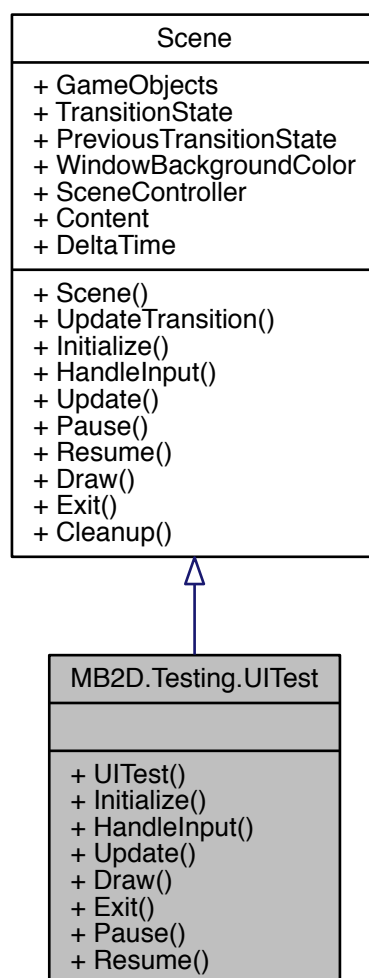 Scene
+ GameObjects
+ TransitionState
+ PreviousTransitionState
+ WindowBackgroundColor
+ SceneController
+ Content
+ DeltaTime
+ Scene()
+ UpdateTransition()
+ Initialize()
+ HandleInput()
+ Update()
+ Pause()
+ Resume()
+ Draw()
+ Exit()
+ Cleanup()
MB2D.Testing.UITest
+ UITest()
+ Initialize()
+ HandleInput()
+ Update()
+ Draw()
+ Exit()
+ Pause()
+ Resume()